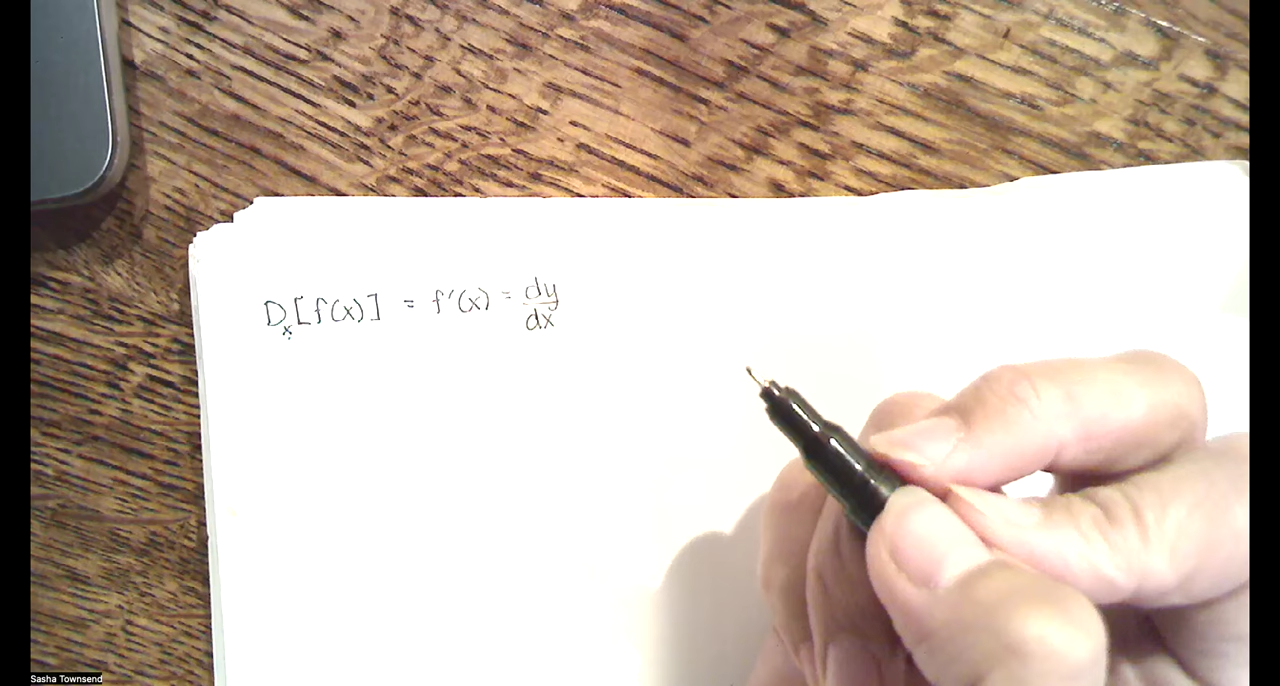 Dₓ[f(x)] = f'(x) = dy/dx
Sasha Townsend